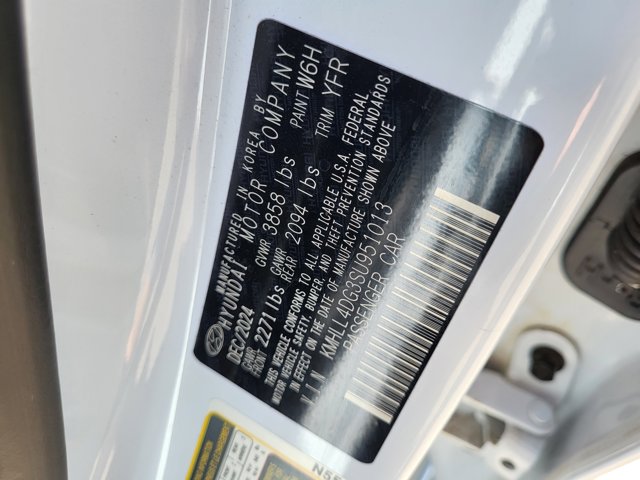 MANUFACTURED IN KOREA BY
HYUNDAI MOTOR COMPANY
DEC/2024 GVWR 3858 lbs PAINT W6H
GAWR FRONT 2271 lbs GAWR REAR 2094 lbs TRIM YFR
THIS VEHICLE CONFORMS TO ALL APPLICABLE U.S.A. FEDERAL
MOTOR VEHICLE SAFETY, BUMPER, AND THEFT PREVENTION STANDARDS
IN EFFECT ON THE DATE OF MANUFACTURE SHOWN ABOVE
V.I.N KMHLL4DG3SU951013
PASSENGER CAR